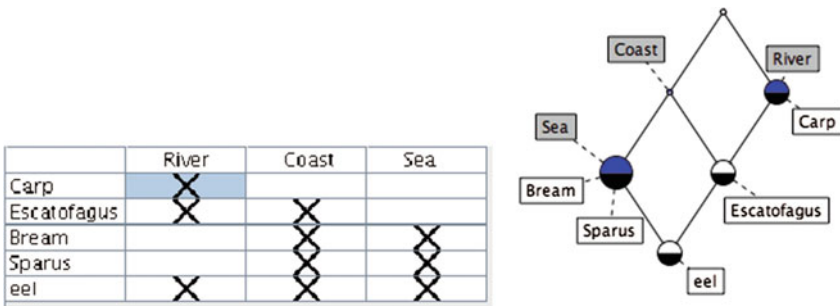 River Coast Sea
Carp
Escatofagus
Bream
Sparus
eel
Coast
River
Carp
Sea
Bream
Sparus
Escatofagus
eel